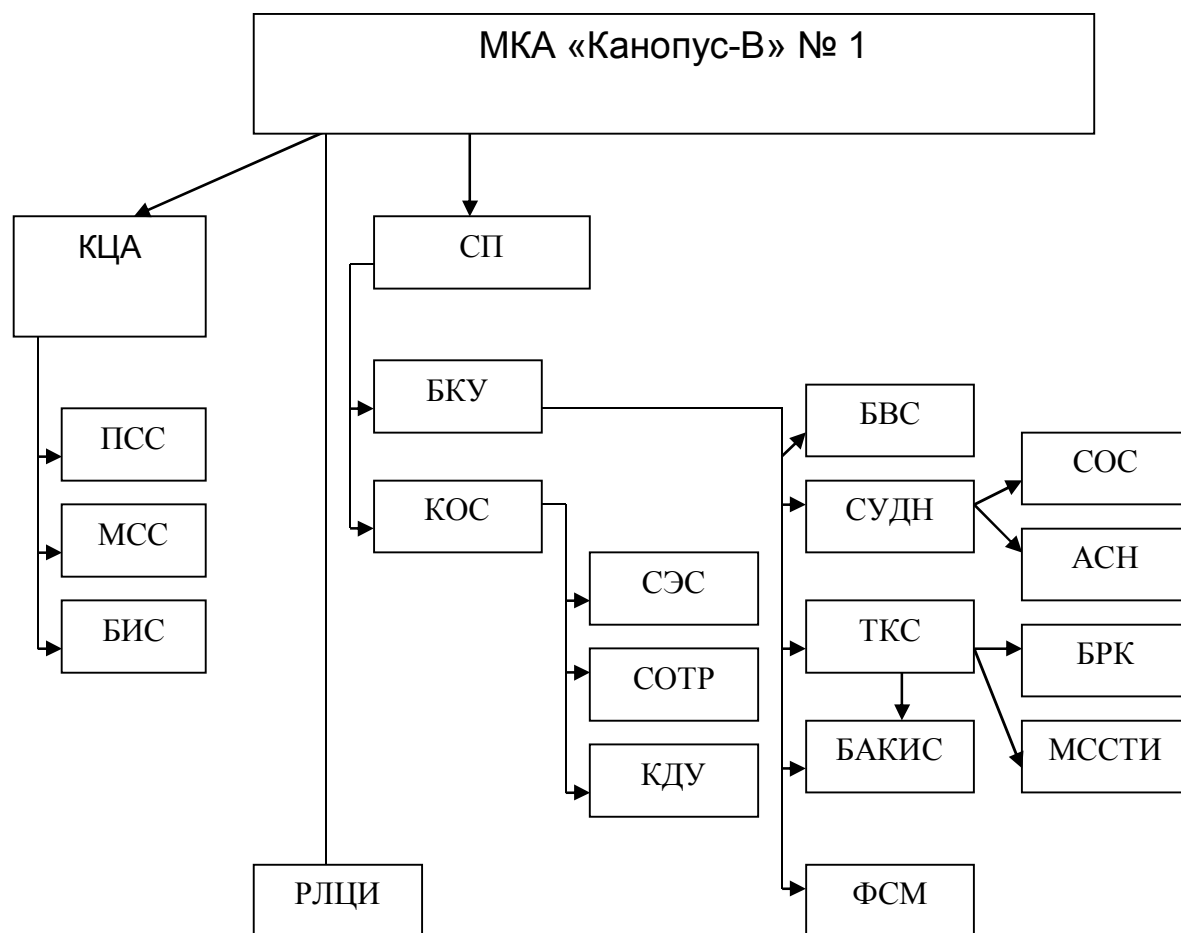 МКА «Канопус-В» № 1
КЦА
СП
ПСС
МСС
БИС
БКУ
КОС
СЭС
СОТР
КДУ
РЛЦИ
БВС
СУДН
ТКС
БАКИС
ФСМ
СОС
АСН
БРК
МССТИ